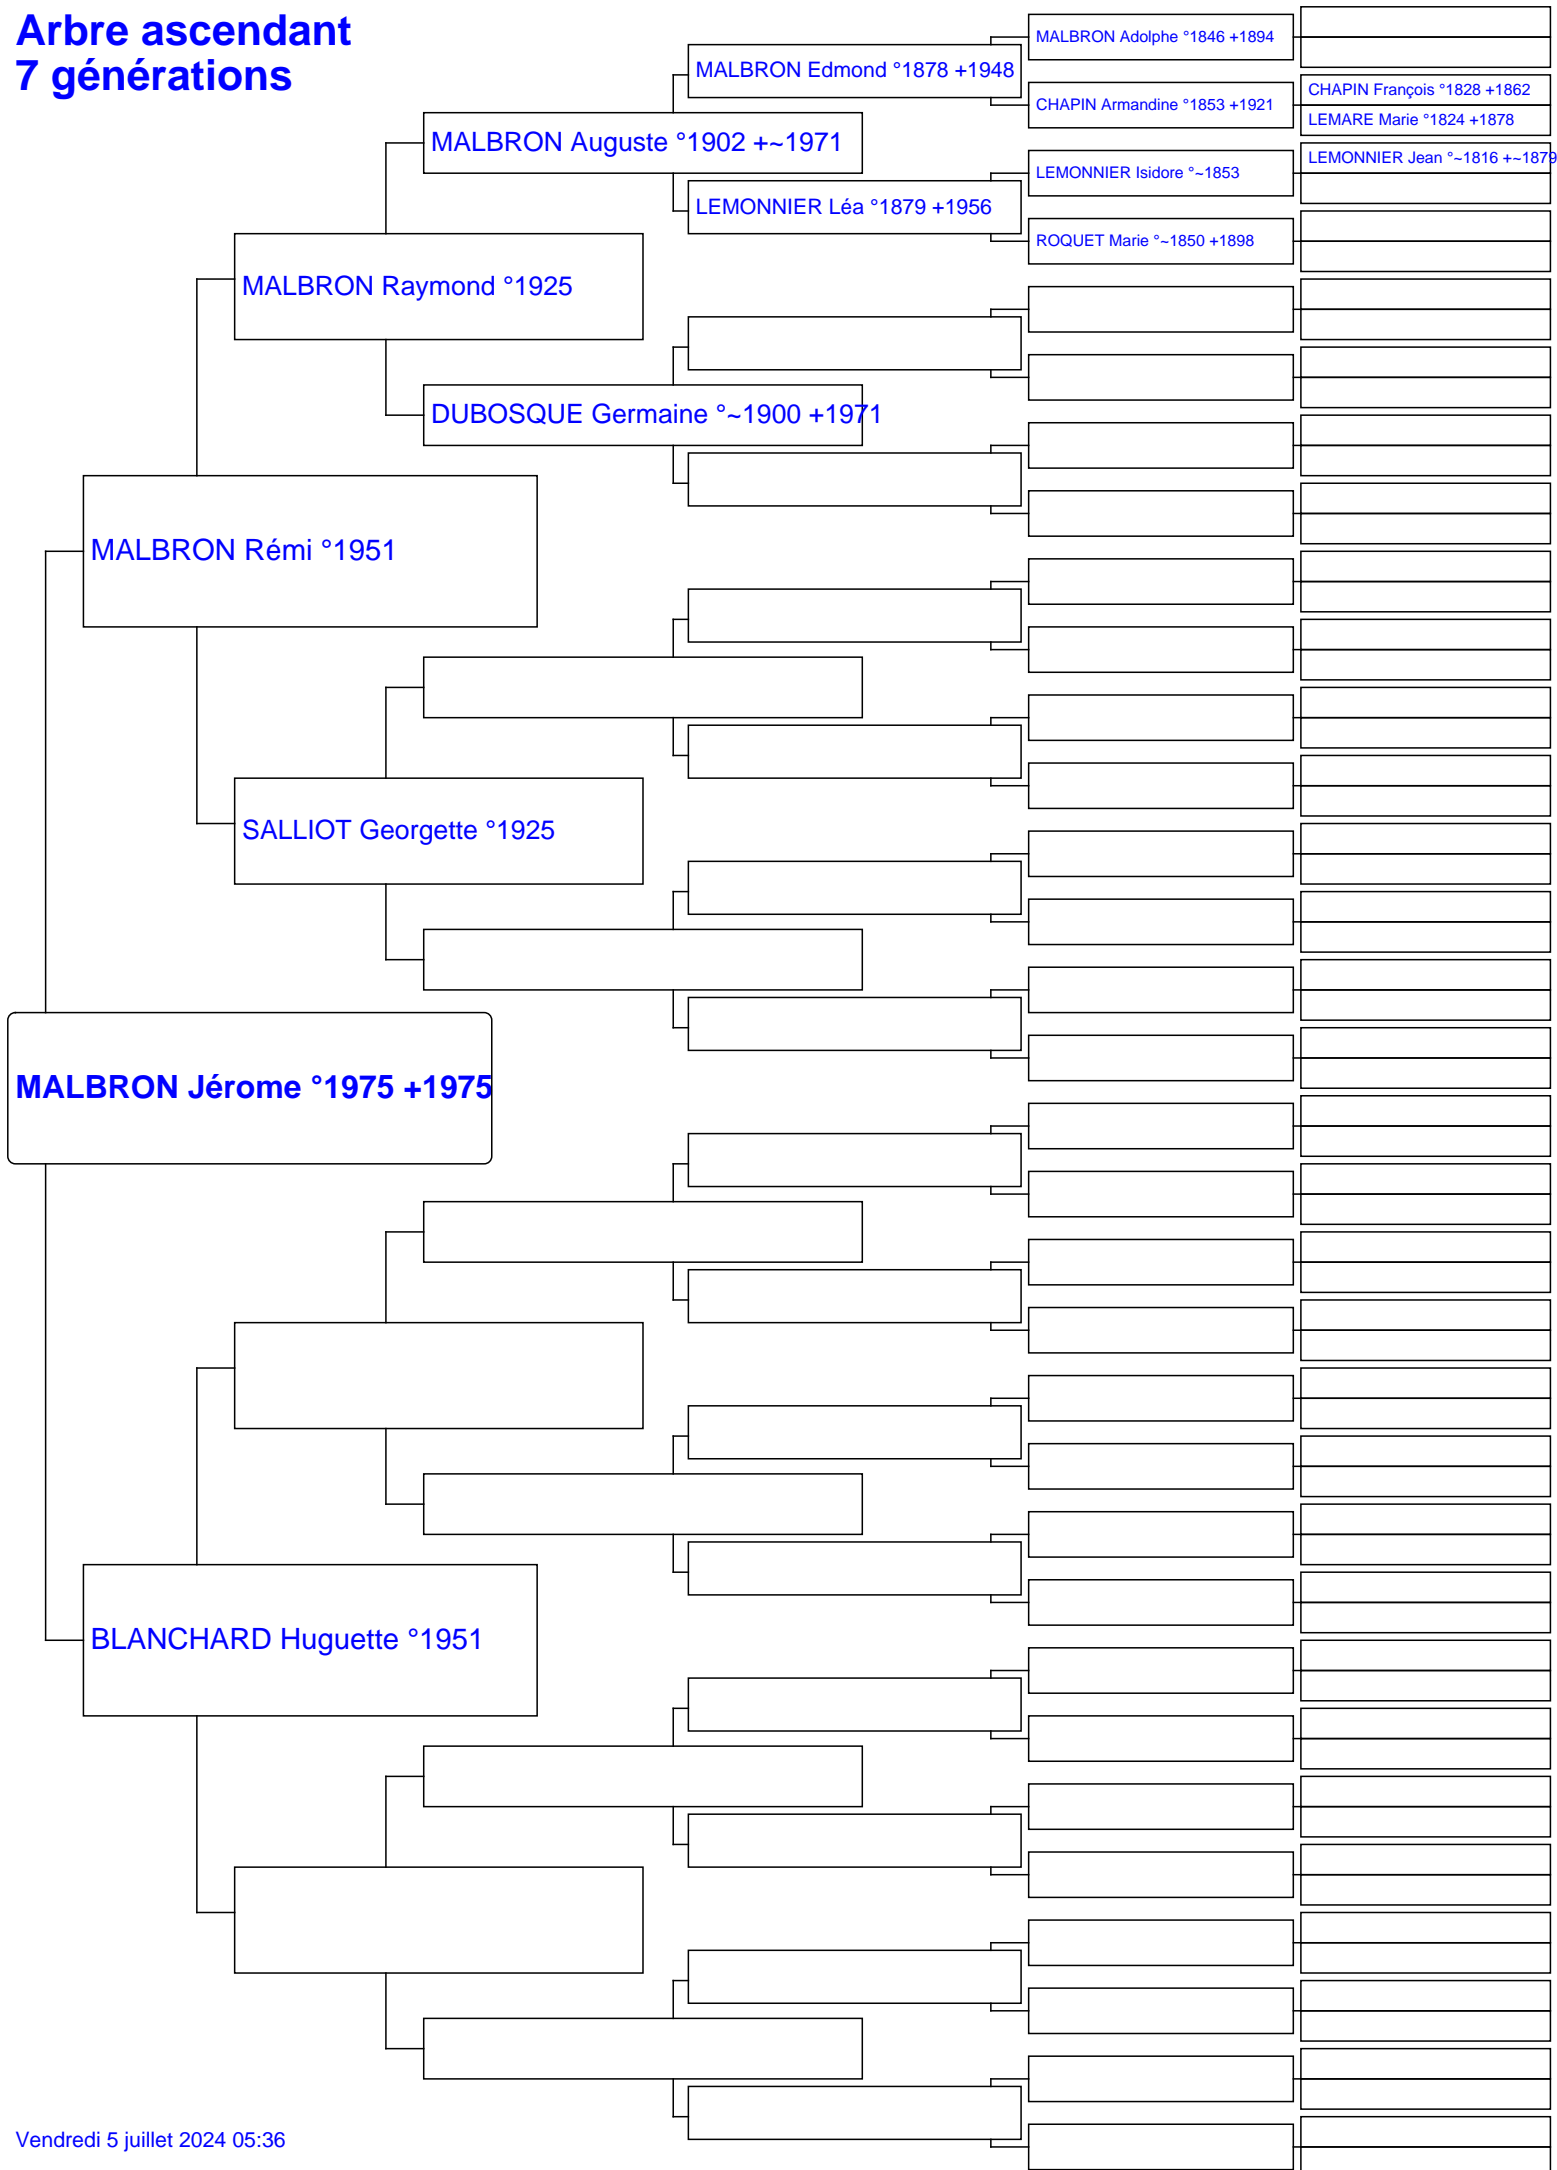 Arbre ascendant
7 générations
MALBRON Adolphe °1846 +1894
MALBRON Edmond °1878 +1948
CHAPIN François °1828 +1862
CHAPIN Armandine °1853 +1921
LEMARE Marie °1824 +1878
MALBRON Auguste °1902 +~1971
LEMONNIER Jean °~1816 +~1879
LEMONNIER Isidore °~1853
LEMONNIER Léa °1879 +1956
ROQUET Marie °~1850 +1898
MALBRON Raymond °1925
DUBOSQUE Germaine °~1900 +1971
MALBRON Rémi °1951
SALLIOT Georgette °1925
MALBRON Jérome °1975 +1975
BLANCHARD Huguette °1951
Vendredi 5 juillet 2024 05:36